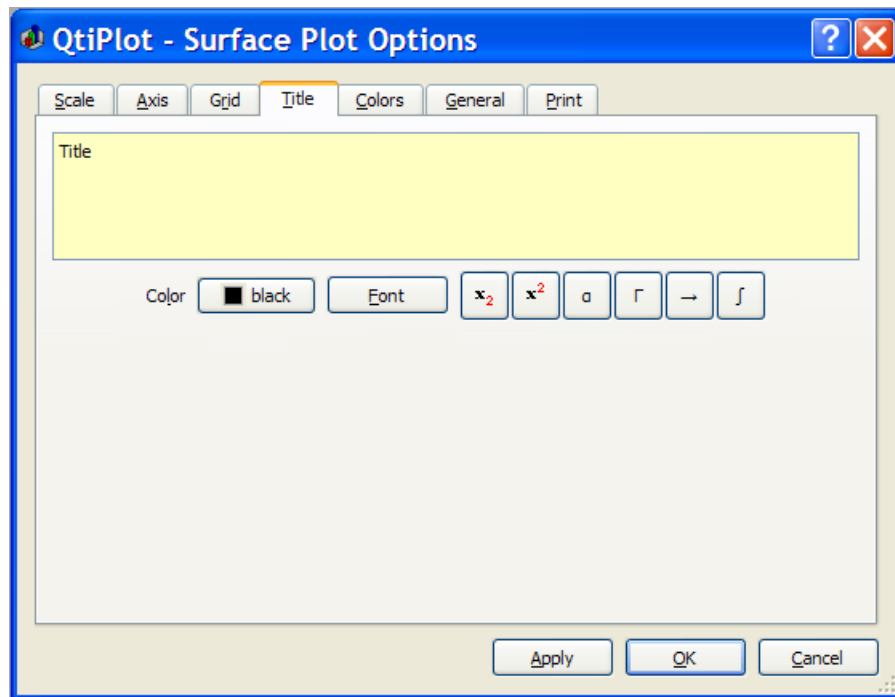 QtiPlot - Surface Plot Options
?
Scale Axis Grid Title Colors General Print
Title
Color black Font x₂ x² α Γ → ∫
Apply OK Cancel